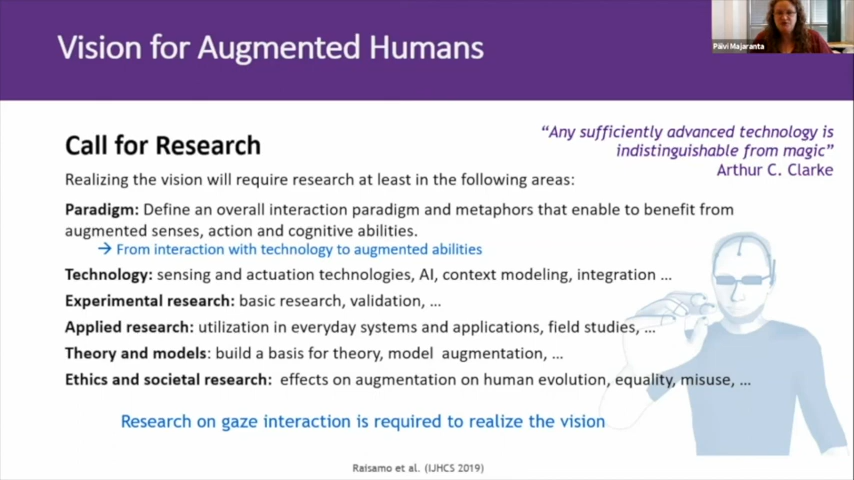 Vision for Augmented Humans
Päivi Majaranta
"Any sufficiently advanced technology is
indistinguishable from magic"
Arthur C. Clarke
Call for Research
Realizing the vision will require research at least in the following areas:
Paradigm: Define an overall interaction paradigm and metaphors that enable to benefit from
augmented senses, action and cognitive abilities.
→ From interaction with technology to augmented abilities
Technology: sensing and actuation technologies, AI, context modeling, integration ...
Experimental research: basic research, validation, ...
Applied research: utilization in everyday systems and applications, field studies, ...
Theory and models: build a basis for theory, model augmentation, ...
Ethics and societal research: effects on augmentation on human evolution, equality, misuse, ...
Research on gaze interaction is required to realize the vision
Raisamo et al. (IJHCS 2019)